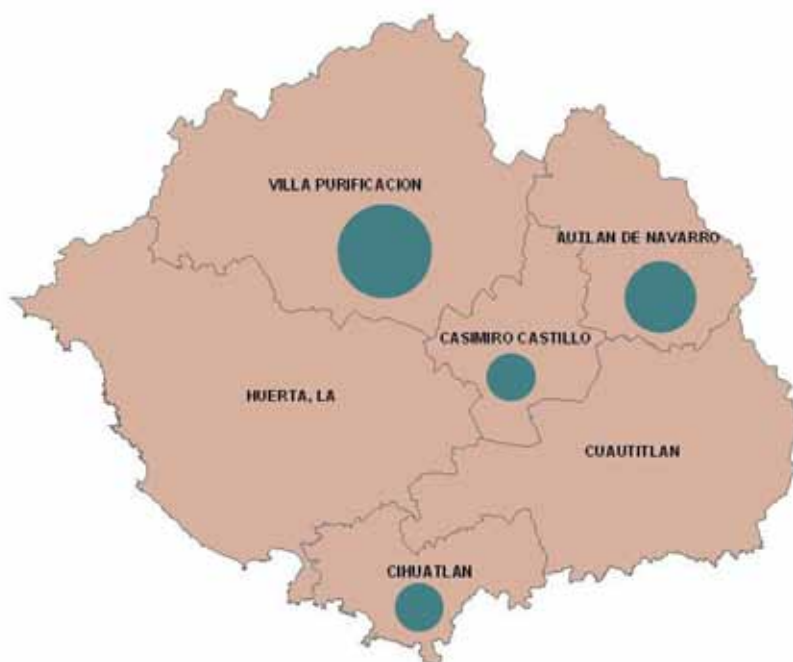 VILLA PURIFICACION
AUILAN DE NAVARRO
CASIMIRO CASTILLO
HUERTA, LA
CUAUTITLAN
CIHUATLAN